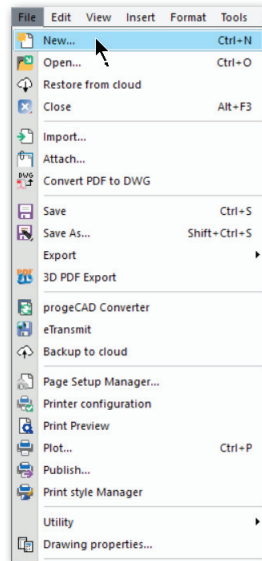 File Edit View Insert Format Tools
New... Ctrl+N
Open... Ctrl+O
Restore from cloud
Close Alt+F3
Import...
Attach...
DWG
Convert PDF to DWG
Save Ctrl+S
Save As... Shift+Ctrl+S
Export
3D PDF Export
progeCAD Converter
eTransmit
Backup to cloud
Page Setup Manager...
Printer configuration
Print Preview
Plot... Ctrl+P
Publish...
Print style Manager
Utility
Drawing properties...